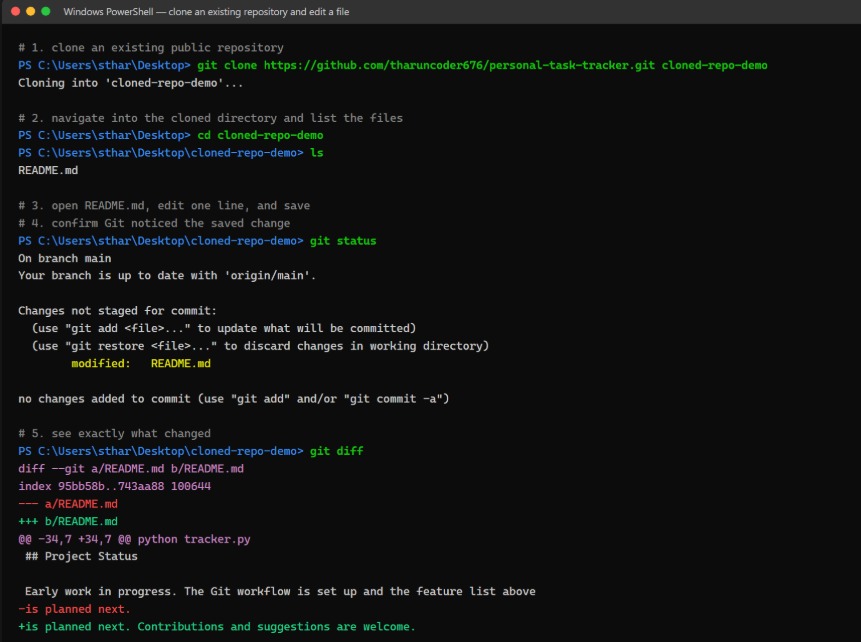 Windows PowerShell — clone an existing repository and edit a file
# 1. clone an existing public repository
PS C:\Users\sthar\Desktop> git clone https://github.com/tharuncoder676/personal-task-tracker.git cloned-repo-demo
Cloning into 'cloned-repo-demo'...
# 2. navigate into the cloned directory and list the files
PS C:\Users\sthar\Desktop> cd cloned-repo-demo
PS C:\Users\sthar\Desktop\cloned-repo-demo> ls
README.md
# 3. open README.md, edit one line, and save
# 4. confirm Git noticed the saved change
PS C:\Users\sthar\Desktop\cloned-repo-demo> git status
On branch main
Your branch is up to date with 'origin/main'.
Changes not staged for commit:
  (use "git add <file>..." to update what will be committed)
  (use "git restore <file>..." to discard changes in working directory)
        modified:   README.md
no changes added to commit (use "git add" and/or "git commit -a")
# 5. see exactly what changed
PS C:\Users\sthar\Desktop\cloned-repo-demo> git diff
diff --git a/README.md b/README.md
index 95bb58b..743aa88 100644
--- a/README.md
+++ b/README.md
@@ -34,7 +34,7 @@ python tracker.py
 ## Project Status
 Early work in progress. The Git workflow is set up and the feature list above
-is planned next.
+is planned next. Contributions and suggestions are welcome.